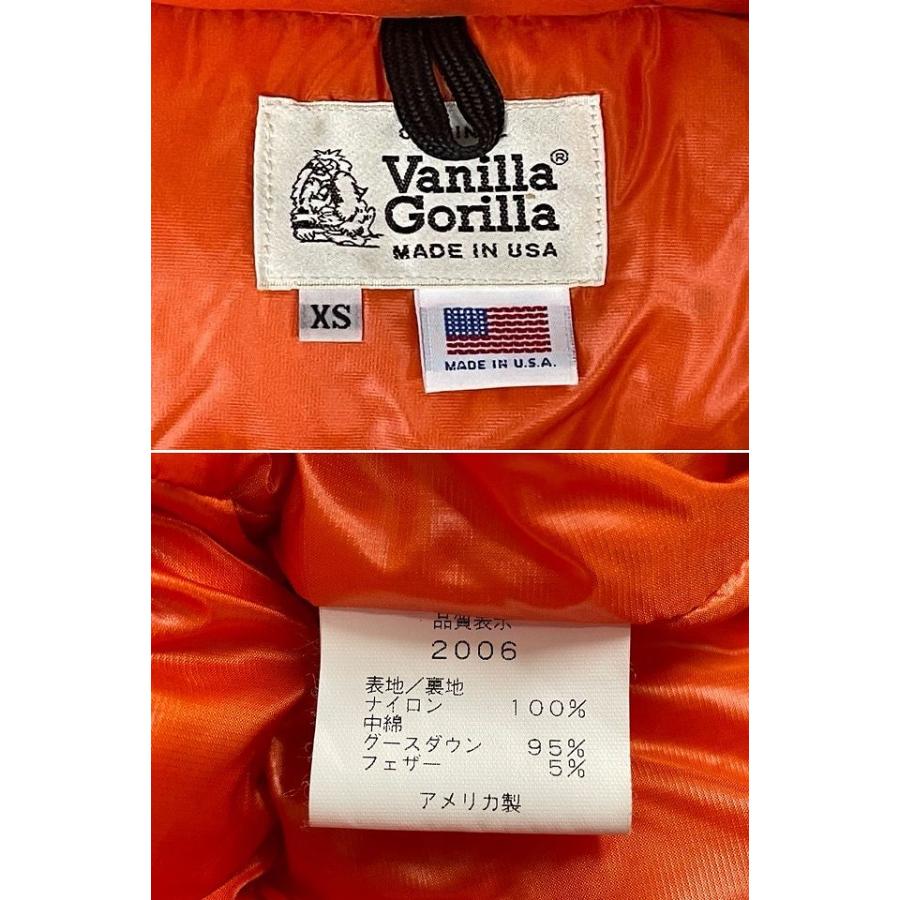 Vanilla®
Gorilla
MADE IN USA
XS
MADE IN U.S.A.
品質表示
2006
表地/裏地
ナイロン 100%
中綿
グースダウン 95%
フェザー 5%
アメリカ製